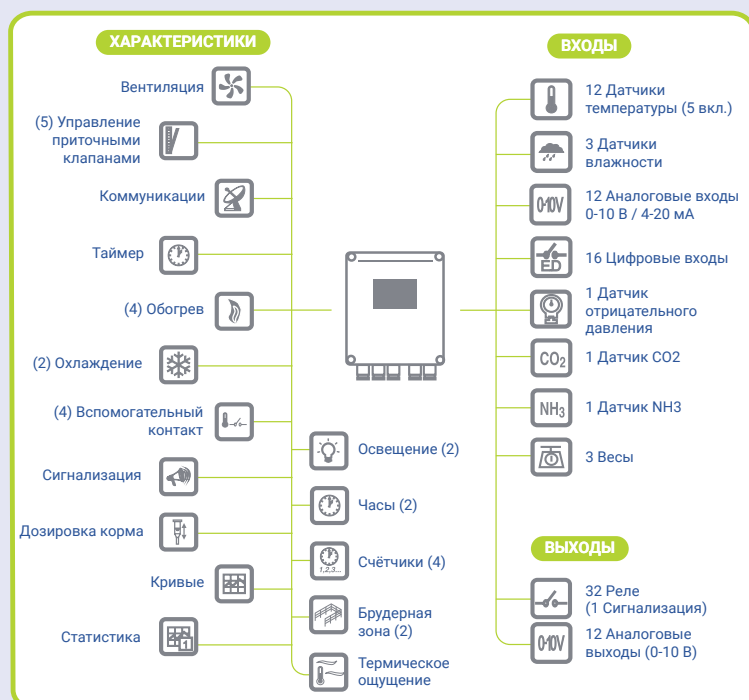 ХАРАКТЕРИСТИКИ
Вентиляция
(5) Управление
приточными
клапанами
Коммуникации
Таймер
(4) Обогрев
(2) Охлаждение
(4) Вспомогательный
контакт
Сигнализация
Дозировка корма
Кривые
Статистика
Освещение (2)
Часы (2)
1,2,3...
Счётчики (4)
Брудерная
зона (2)
Термическое
ощущение
ВХОДЫ
12 Датчики
температуры (5 вкл.)
3 Датчики
влажности
0-10V
12 Аналоговые входы
0-10 В / 4-20 мА
ED
16 Цифровые входы
1 Датчик
отрицательного
давления
CO₂
1 Датчик CO2
NH₃
1 Датчик NH3
3 Весы
ВЫХОДЫ
32 Реле
(1 Сигнализация)
0-10V
12 Аналоговые
выходы (0-10 В)
1